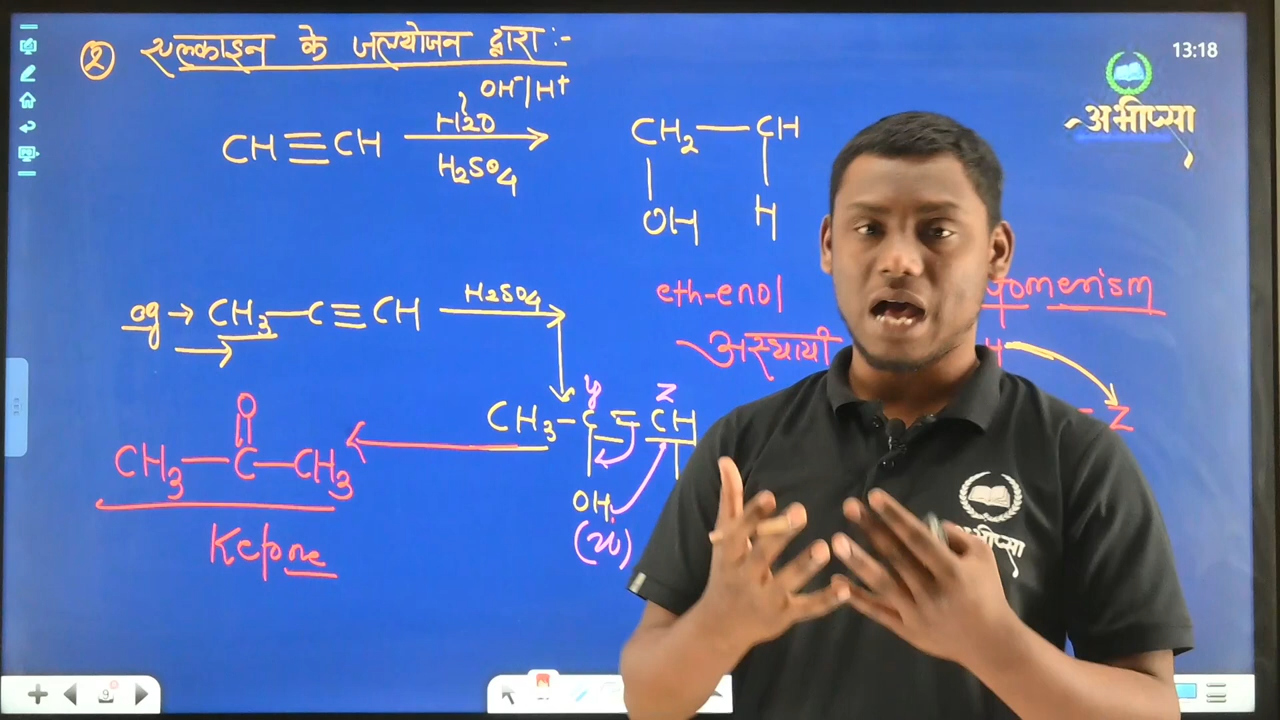 ② एल्काइन के जलयोजन द्वारा:-
13:18
अभीप्सा
OH⁻/H⁺
CH≡CH H₂O H₂SO₄ CH₂—CH
OH H
eth-enol
अस्थायी
eg → CH₃—C≡CH H₂SO₄
H
Z
y Z
CH₃—C=CH
OH
(x)
O
CH₃—C—CH₃
Ketone
अभीप्सा